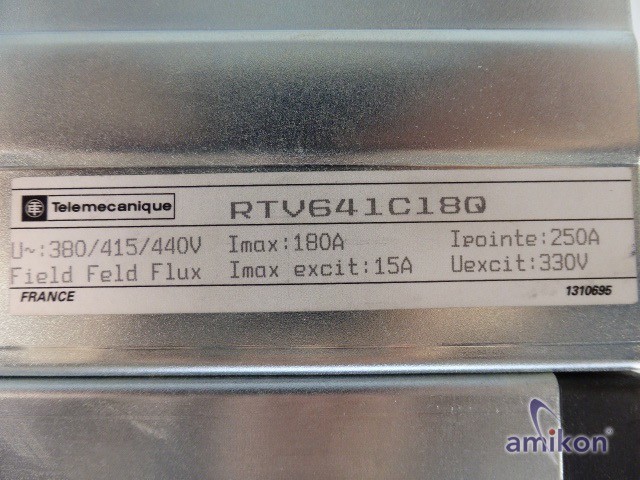 Telemecanique RTV641C18Q
U~:380/415/440V Imax:180A Ipointe:250A
Field Feld Flux Imax excit:15A Uexcit:330V
FRANCE 1310695
amikon